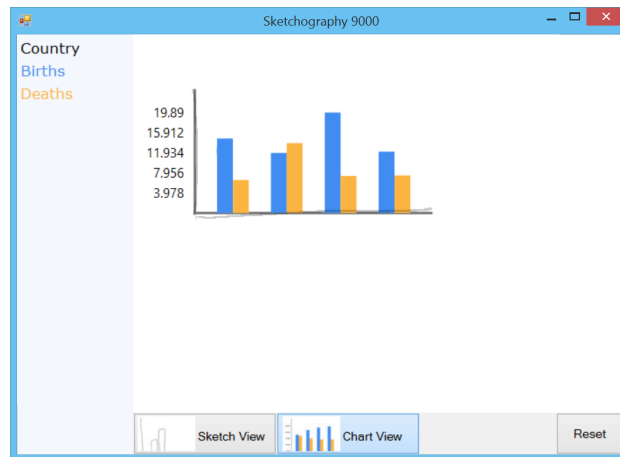 Sketchography 9000
Country
Births
Deaths
19.89
15.912
11.934
7.956
3.978
Sketch View
Chart View
Reset